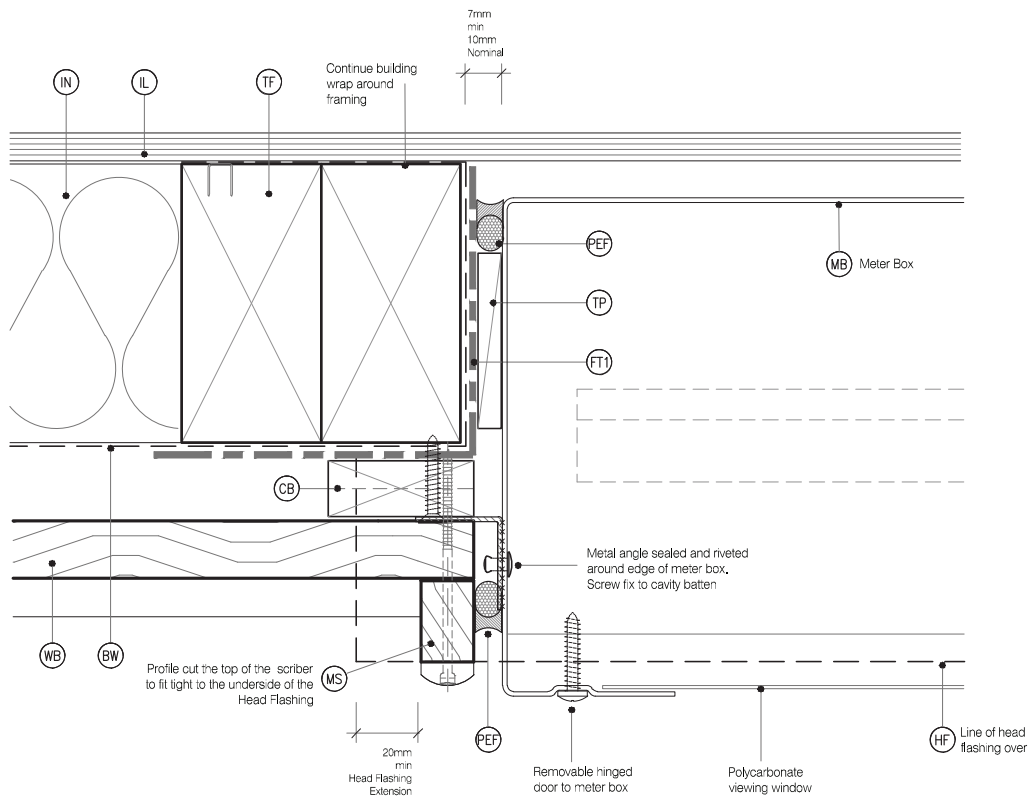 7mm
min
10mm
Nominal
Continue building
wrap around
framing
IN
IL
TF
PEF
MB Meter Box
TP
FT1
CB
Metal angle sealed and riveted
around edge of meter box.
Screw fix to cavity batten
WB
BW
Profile cut the top of the scriber
to fit tight to the underside of the
Head Flashing
MS
PEF
HF
Line of head
flashing over
20mm
min
Head Flashing
Extension
Removable hinged
door to meter box
Polycarbonate
viewing window